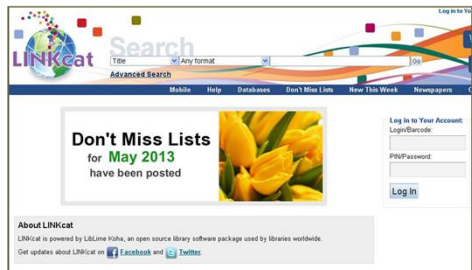 Log in to Yo
LINKcat
Search
Title Any format Go
Advanced Search
Mobile Help Databases Don't Miss Lists New This Week Newspapers
Don't Miss Lists
for May 2013
have been posted
Log in to Your Account:
Login/Barcode:
PIN/Password:
Log In
About LINKcat
LINKcat is powered by LibLime Koha, an open source library software package used by libraries worldwide.
Get updates about LINKcat on Facebook and Twitter.